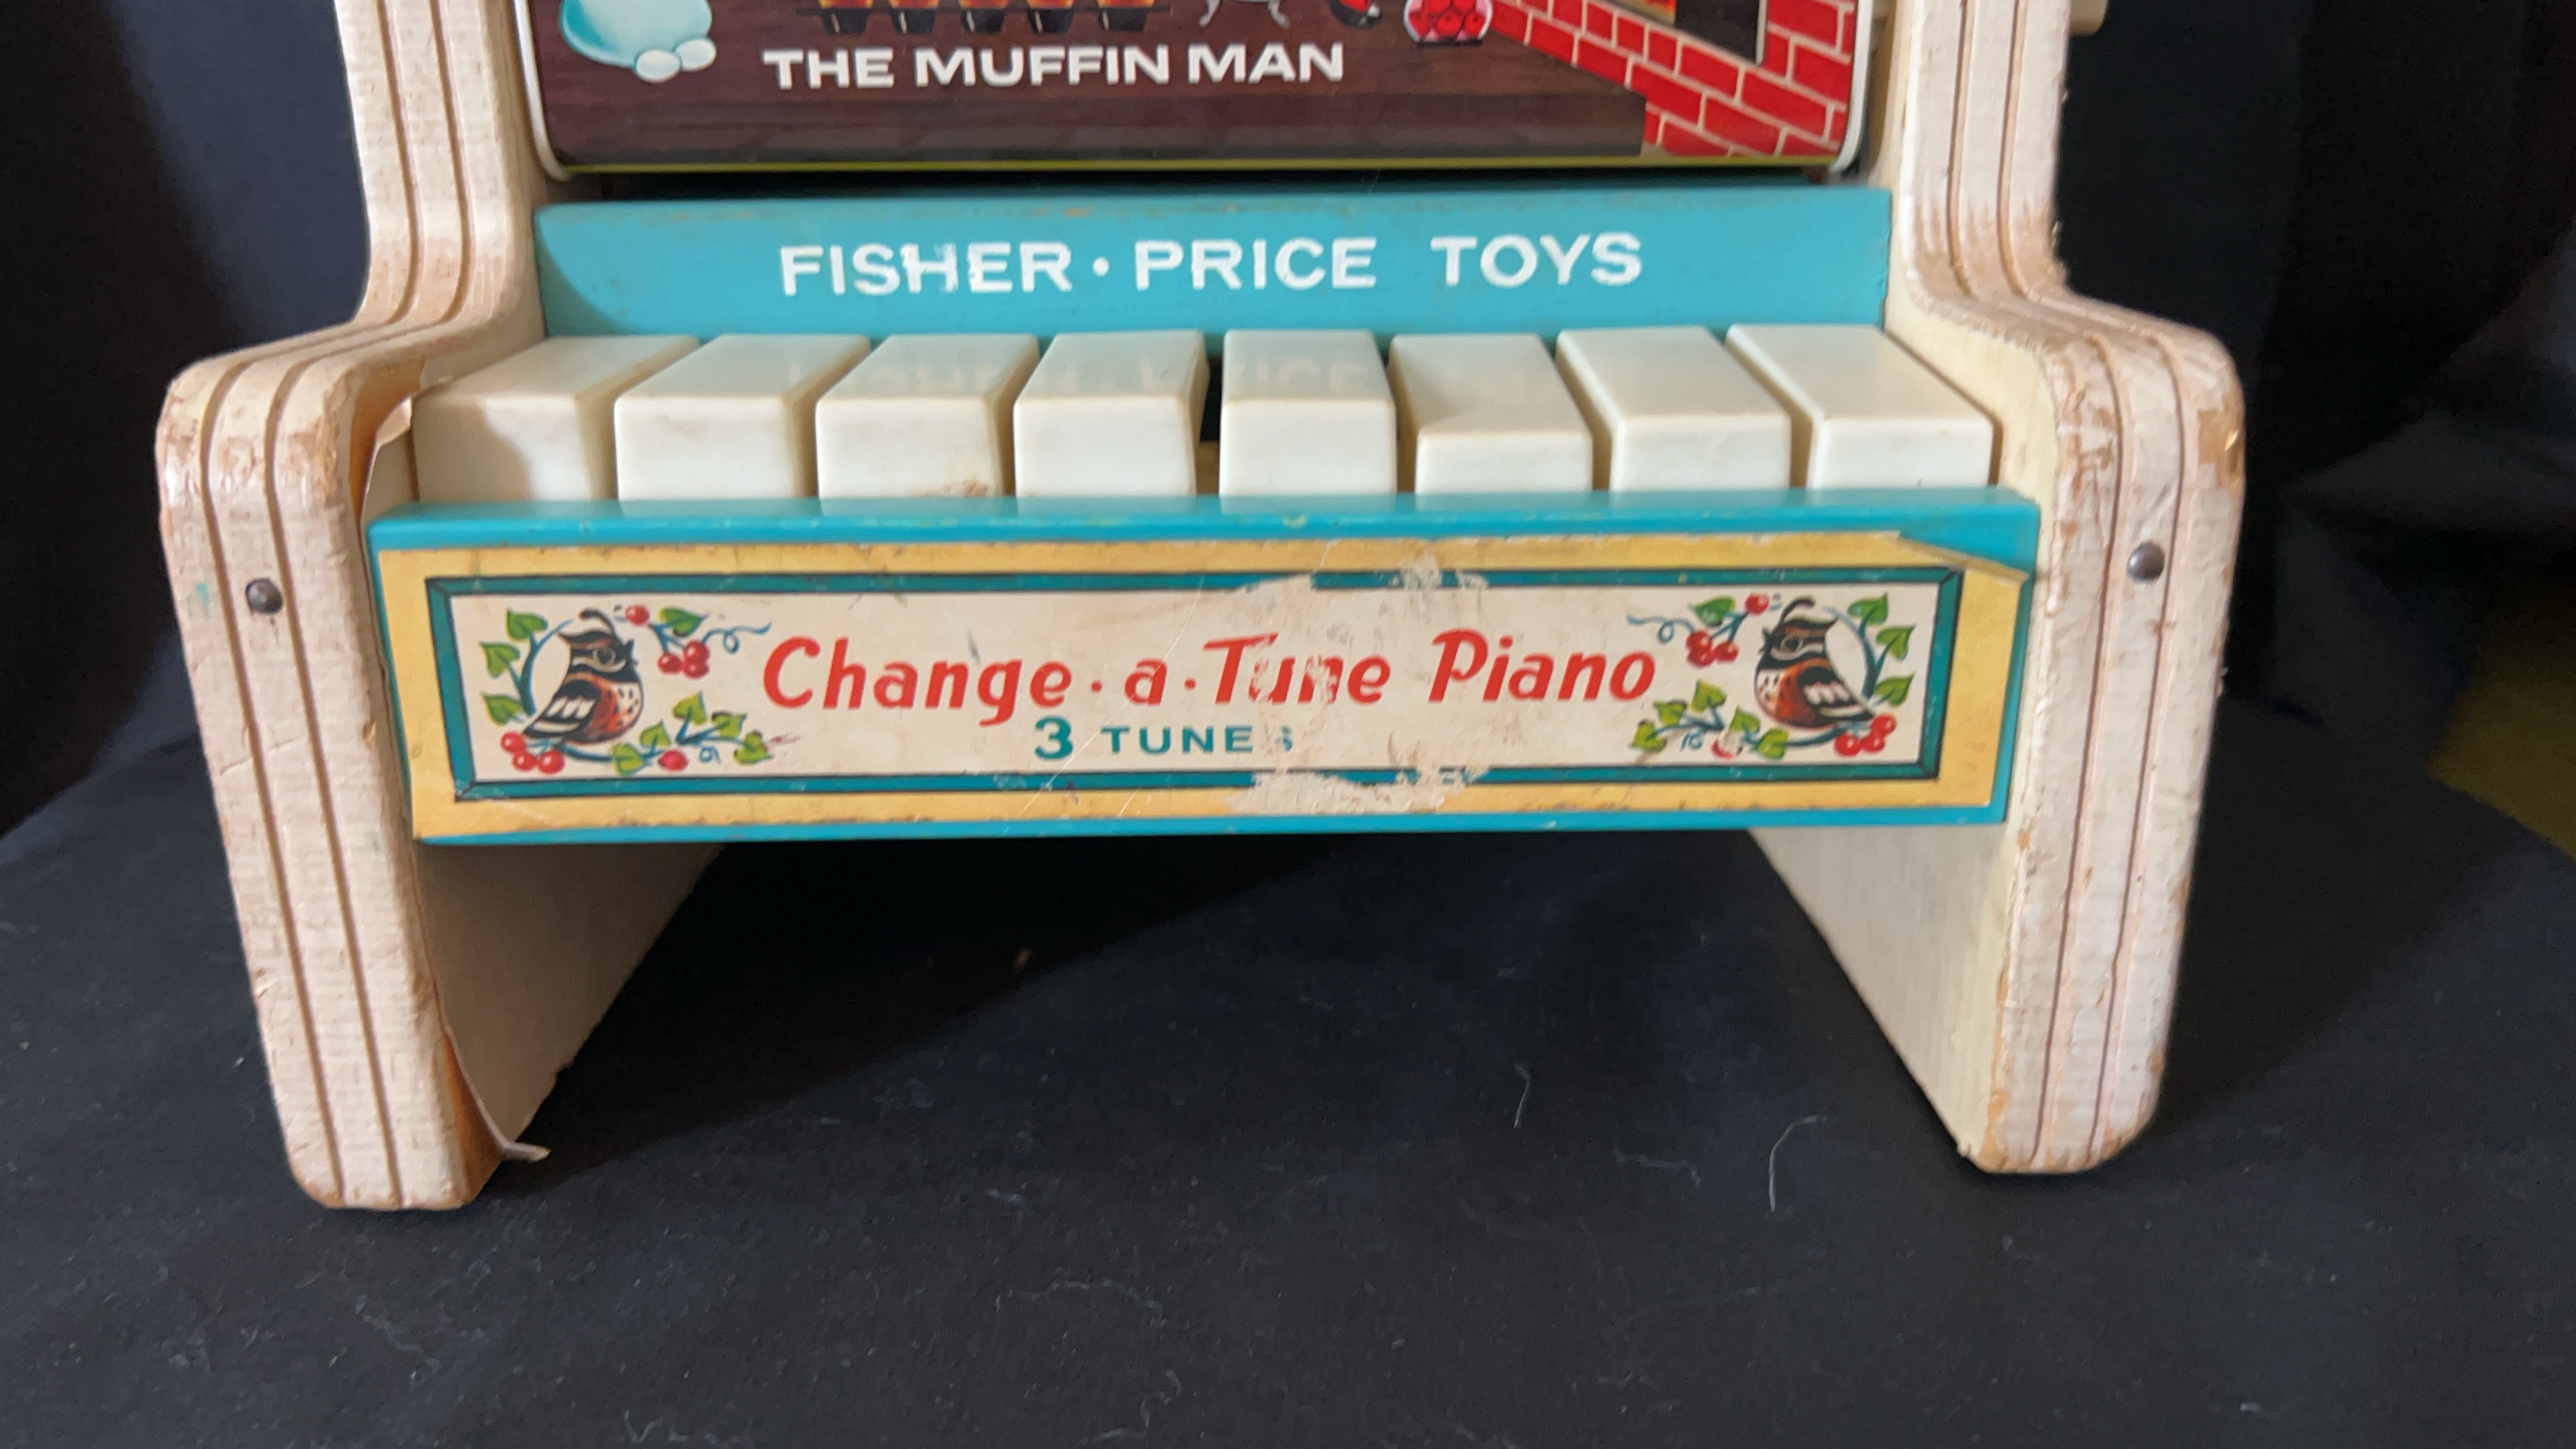 THE MUFFIN MAN
FISHER · PRICE TOYS
Change · a · Tune Piano
3 TUNES